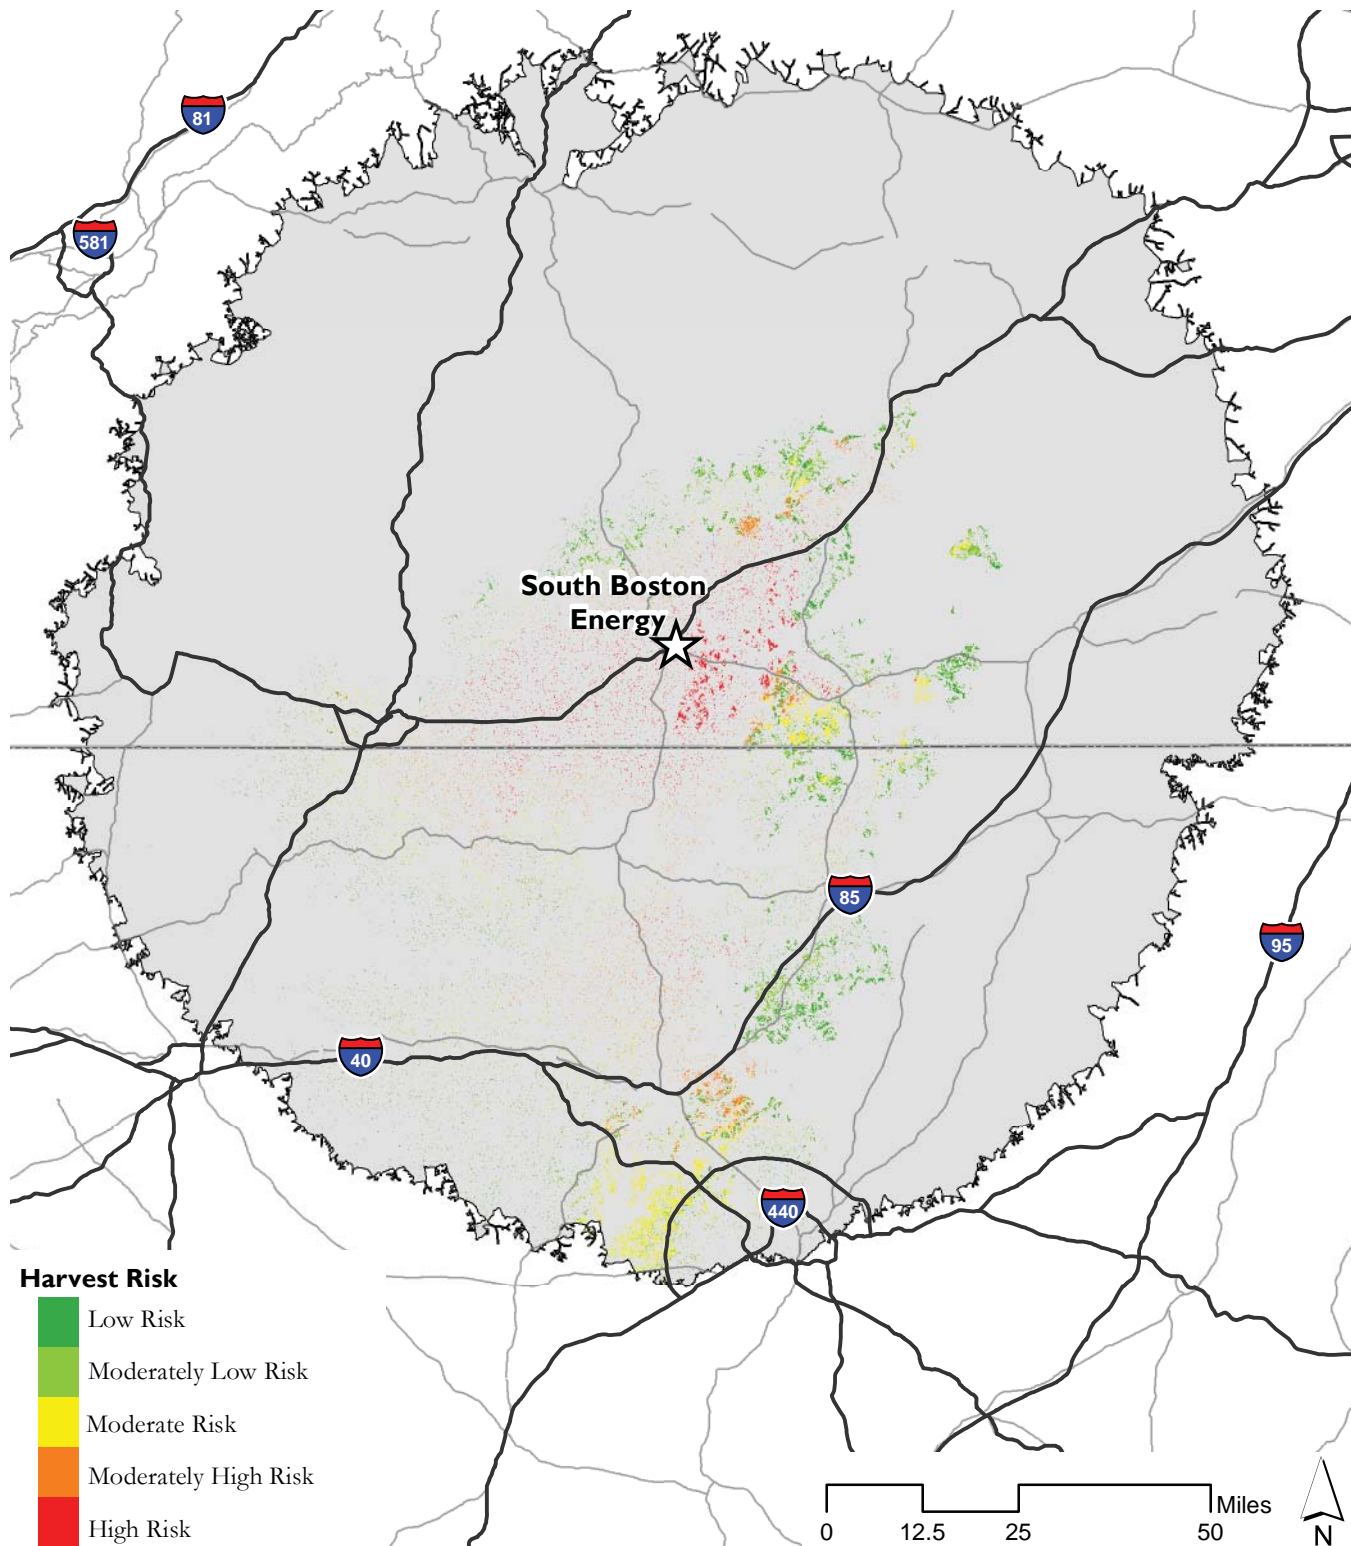 81
581
South Boston
Energy
85
95
40
440
Harvest Risk
Low Risk
Moderately Low Risk
Moderate Risk
Moderately High Risk
High Risk
Miles
0 12.5 25 50
N